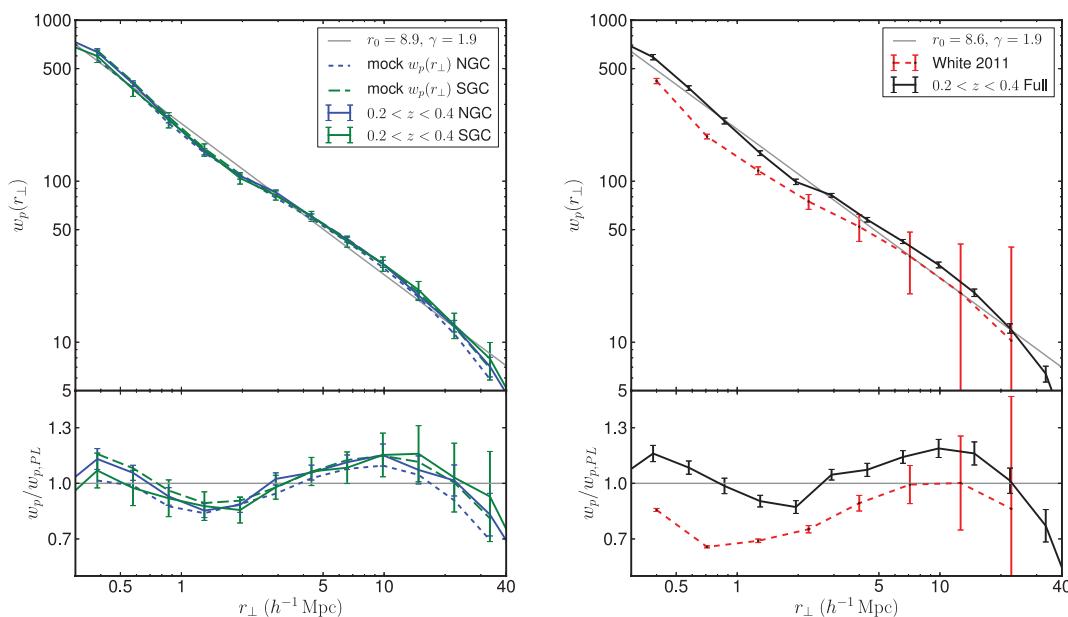 1000
500
100
50
10
5
w_p(r_⊥)
r_0 = 8.9, γ = 1.9
mock w_p(r_⊥) NGC
mock w_p(r_⊥) SGC
0.2 < z < 0.4 NGC
0.2 < z < 0.4 SGC
1.3
1.0
0.7
w_p/w_{p,PL}
0.5 1 5 10 40
r_⊥ (h^{-1} Mpc)
1000
500
100
50
10
5
w_p(r_⊥)
r_0 = 8.6, γ = 1.9
White 2011
0.2 < z < 0.4 Full
1.3
1.0
0.7
w_p/w_{p,PL}
0.5 1 5 10 40
r_⊥ (h^{-1} Mpc)